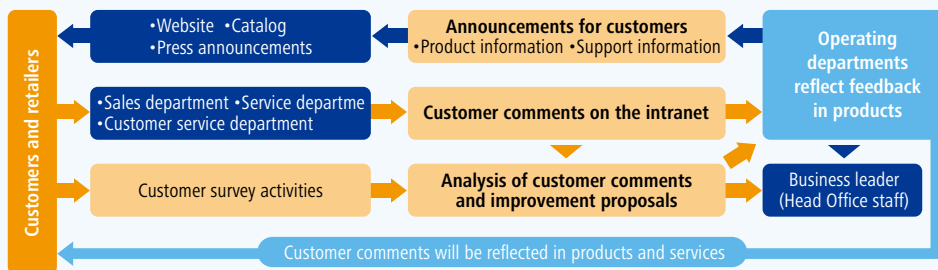 Customers and retailers
•Website •Catalog
•Press announcements
Announcements for customers
•Product information •Support information
Operating
departments
reflect feedback
in products
•Sales department •Service departme
•Customer service department
Customer comments on the intranet
Customer survey activities
Analysis of customer comments
and improvement proposals
Business leader
(Head Office staff)
Customer comments will be reflected in products and services